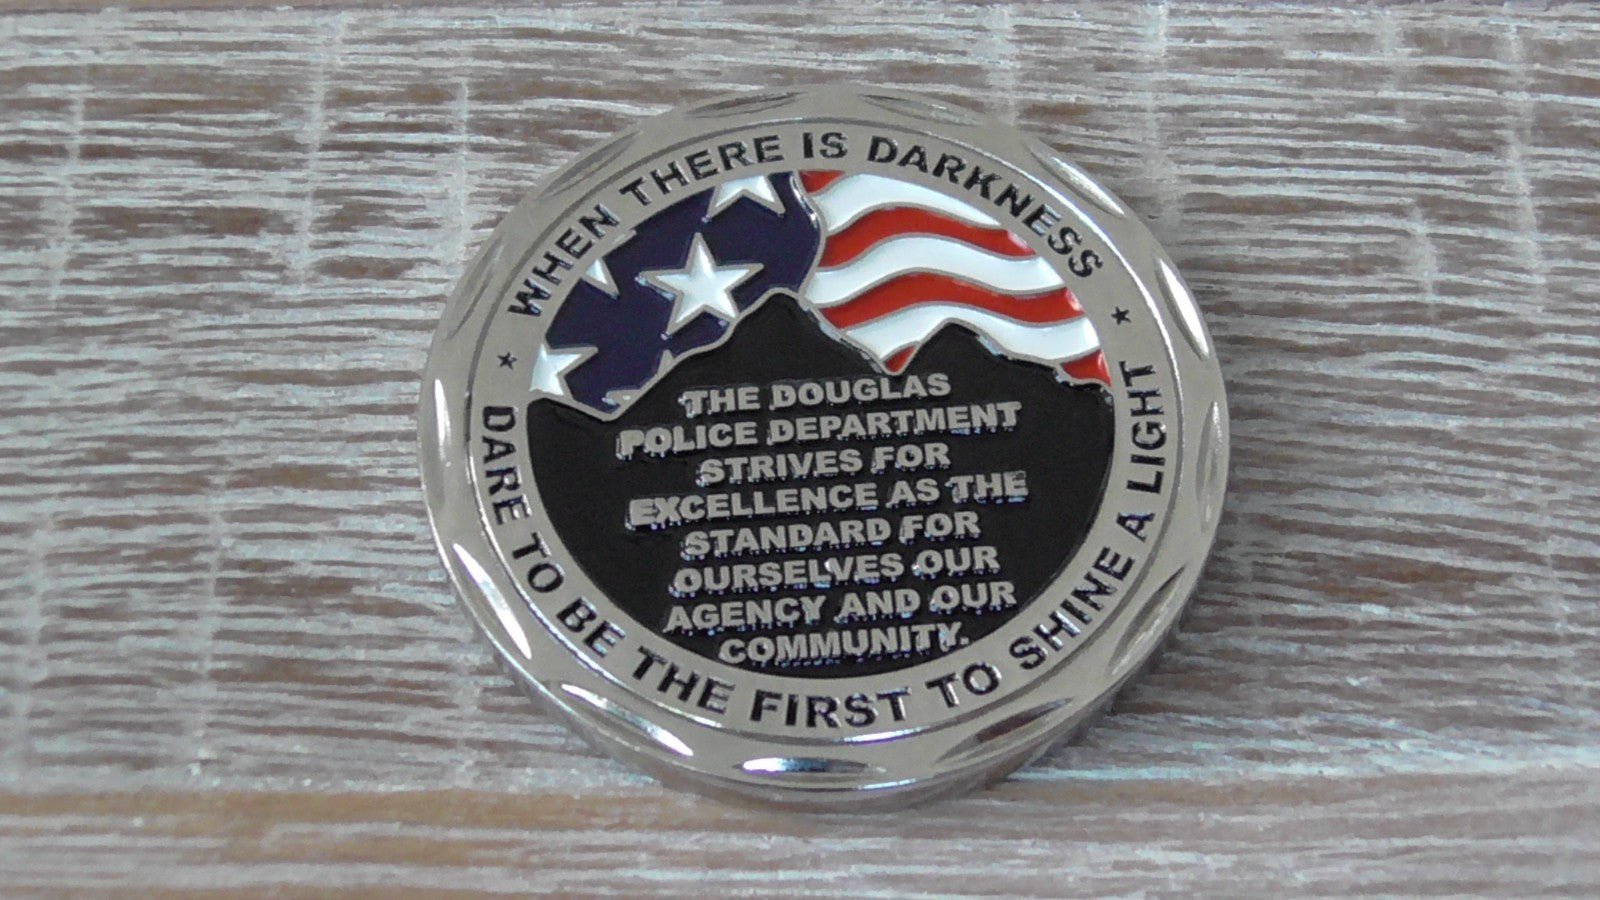 WHEN THERE IS DARKNESS
DARE TO BE THE FIRST TO SHINE A LIGHT
THE DOUGLAS
POLICE DEPARTMENT
STRIVES FOR
EXCELLENCE AS THE
STANDARD FOR
OURSELVES OUR
AGENCY AND OUR
COMMUNITY.